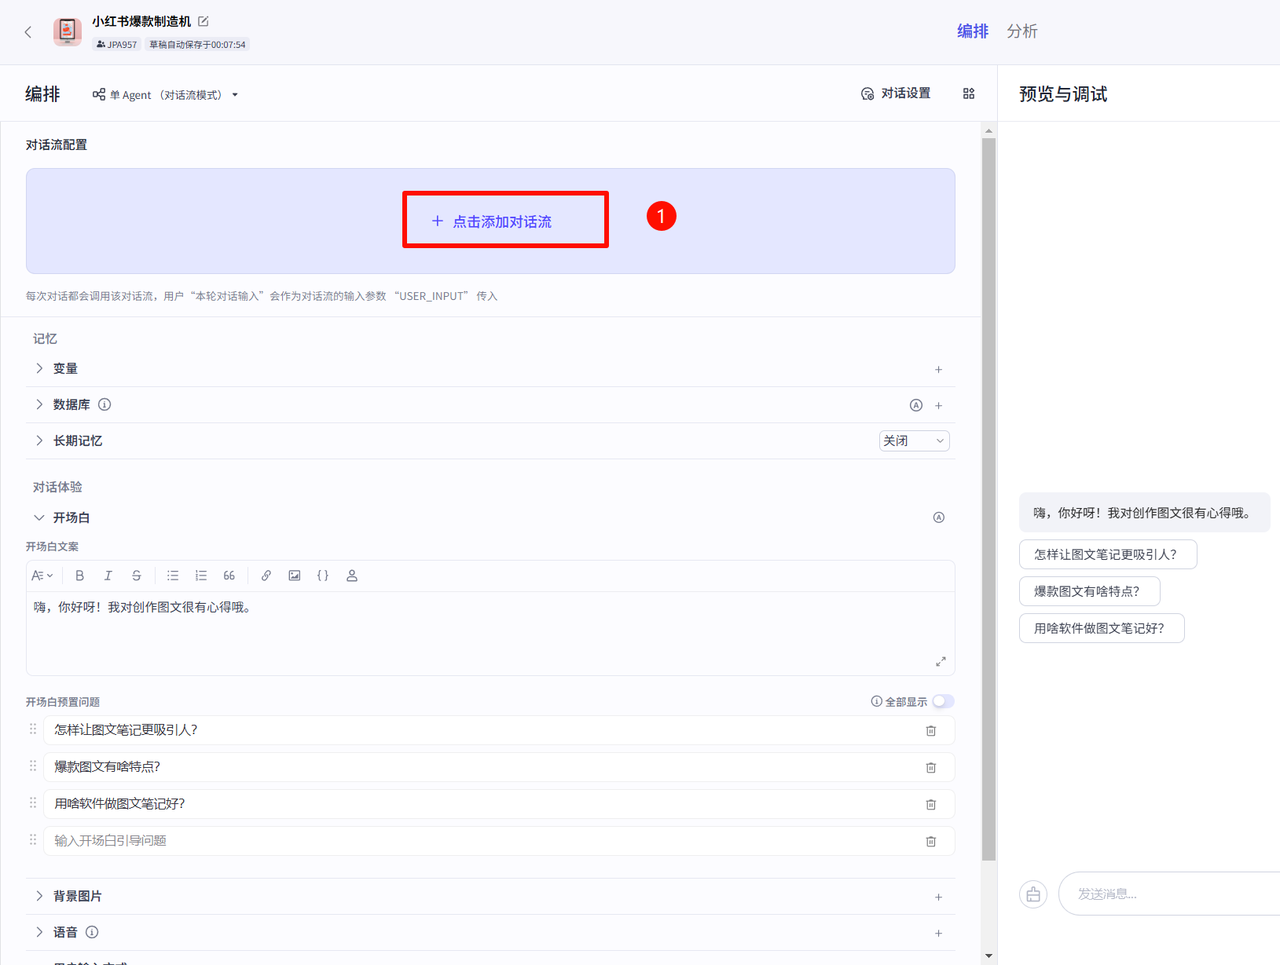 小红书爆款制造机
JPA957 草稿自动保存于00:07:54
编排 分析
编排 单 Agent （对话流模式） 对话设置
预览与调试
对话流配置
+ 点击添加对话流
1
每次对话都会调用该对话流，用户“本轮对话输入”会作为对话流的输入参数 “USER_INPUT” 传入
记忆
变量
数据库
长期记忆 关闭
对话体验
开场白
开场白文案
嗨，你好呀！我对创作图文很有心得哦。
开场白预置问题 全部显示
怎样让图文笔记更吸引人？
爆款图文有啥特点？
用啥软件做图文笔记好？
输入开场白引导问题
背景图片
语音
嗨，你好呀！我对创作图文很有心得哦。
怎样让图文笔记更吸引人？
爆款图文有啥特点？
用啥软件做图文笔记好？
发送消息...